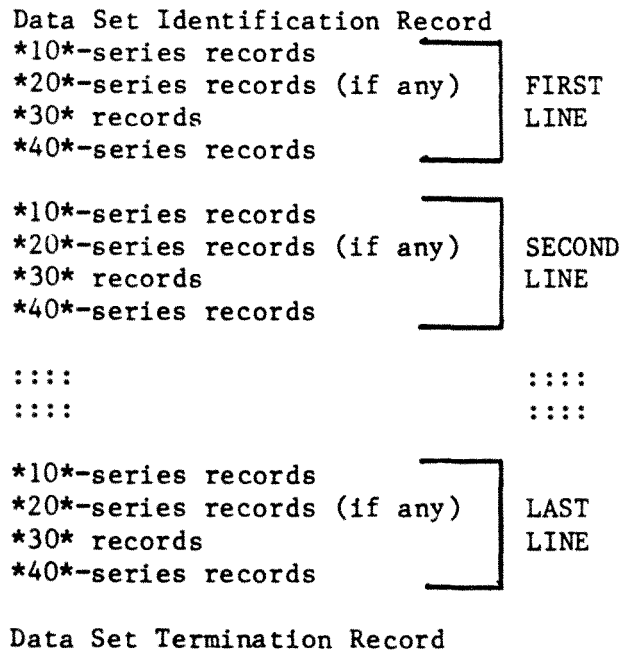 Data Set Identification Record
*10*-series records
*20*-series records (if any) FIRST
*30* records LINE
*40*-series records
*10*-series records
*20*-series records (if any) SECOND
*30* records LINE
*40*-series records
:::: ::::
:::: ::::
*10*-series records
*20*-series records (if any) LAST
*30* records LINE
*40*-series records
Data Set Termination Record